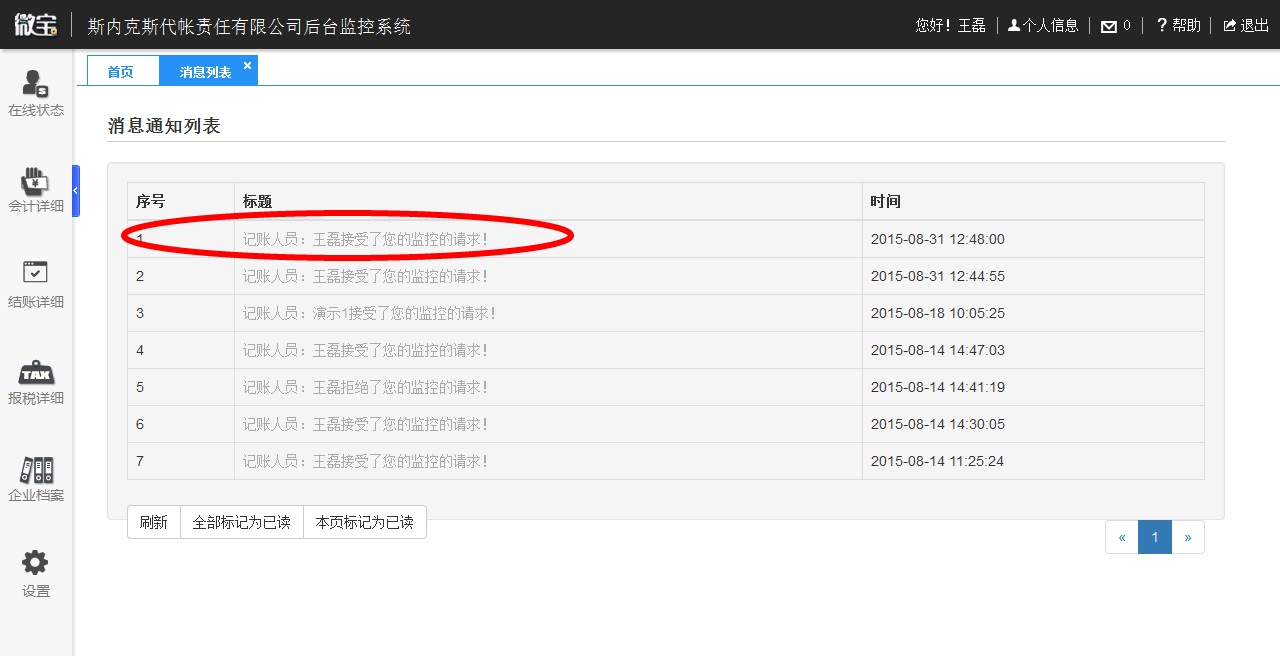 微宝 斯内克斯代帐责任有限公司后台监控系统 您好！王磊 个人信息 0 ? 帮助 退出
首页 消息列表 ×
在线状态
会计详细
结账详细
TAX
报税详细
企业档案
设置
消息通知列表
序号 标题 时间
1 记账人员：王磊接受了您的监控的请求！ 2015-08-31 12:48:00
2 记账人员：王磊接受了您的监控的请求！ 2015-08-31 12:44:55
3 记账人员：演示1接受了您的监控的请求！ 2015-08-18 10:05:25
4 记账人员：王磊接受了您的监控的请求！ 2015-08-14 14:47:03
5 记账人员：王磊拒绝了您的监控的请求！ 2015-08-14 14:41:19
6 记账人员：王磊接受了您的监控的请求！ 2015-08-14 14:30:05
7 记账人员：王磊接受了您的监控的请求！ 2015-08-14 11:25:24
刷新 全部标记为已读 本页标记为已读
« 1 »